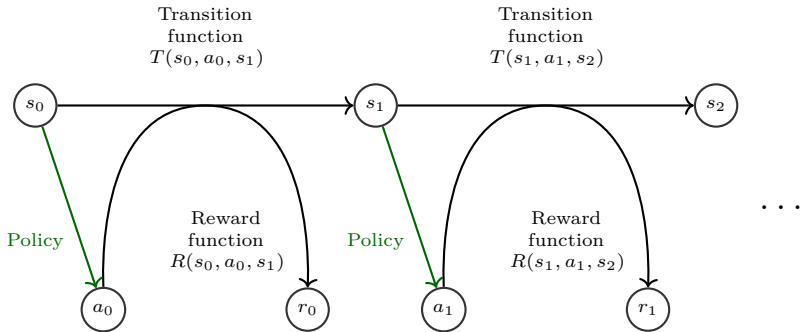 Transition
function
T(s₀, a₀, s₁)
Transition
function
T(s₁, a₁, s₂)
s₀
s₁
s₂
Policy
Reward
function
R(s₀, a₀, s₁)
Policy
Reward
function
R(s₁, a₁, s₂)
. . .
a₀
r₀
a₁
r₁